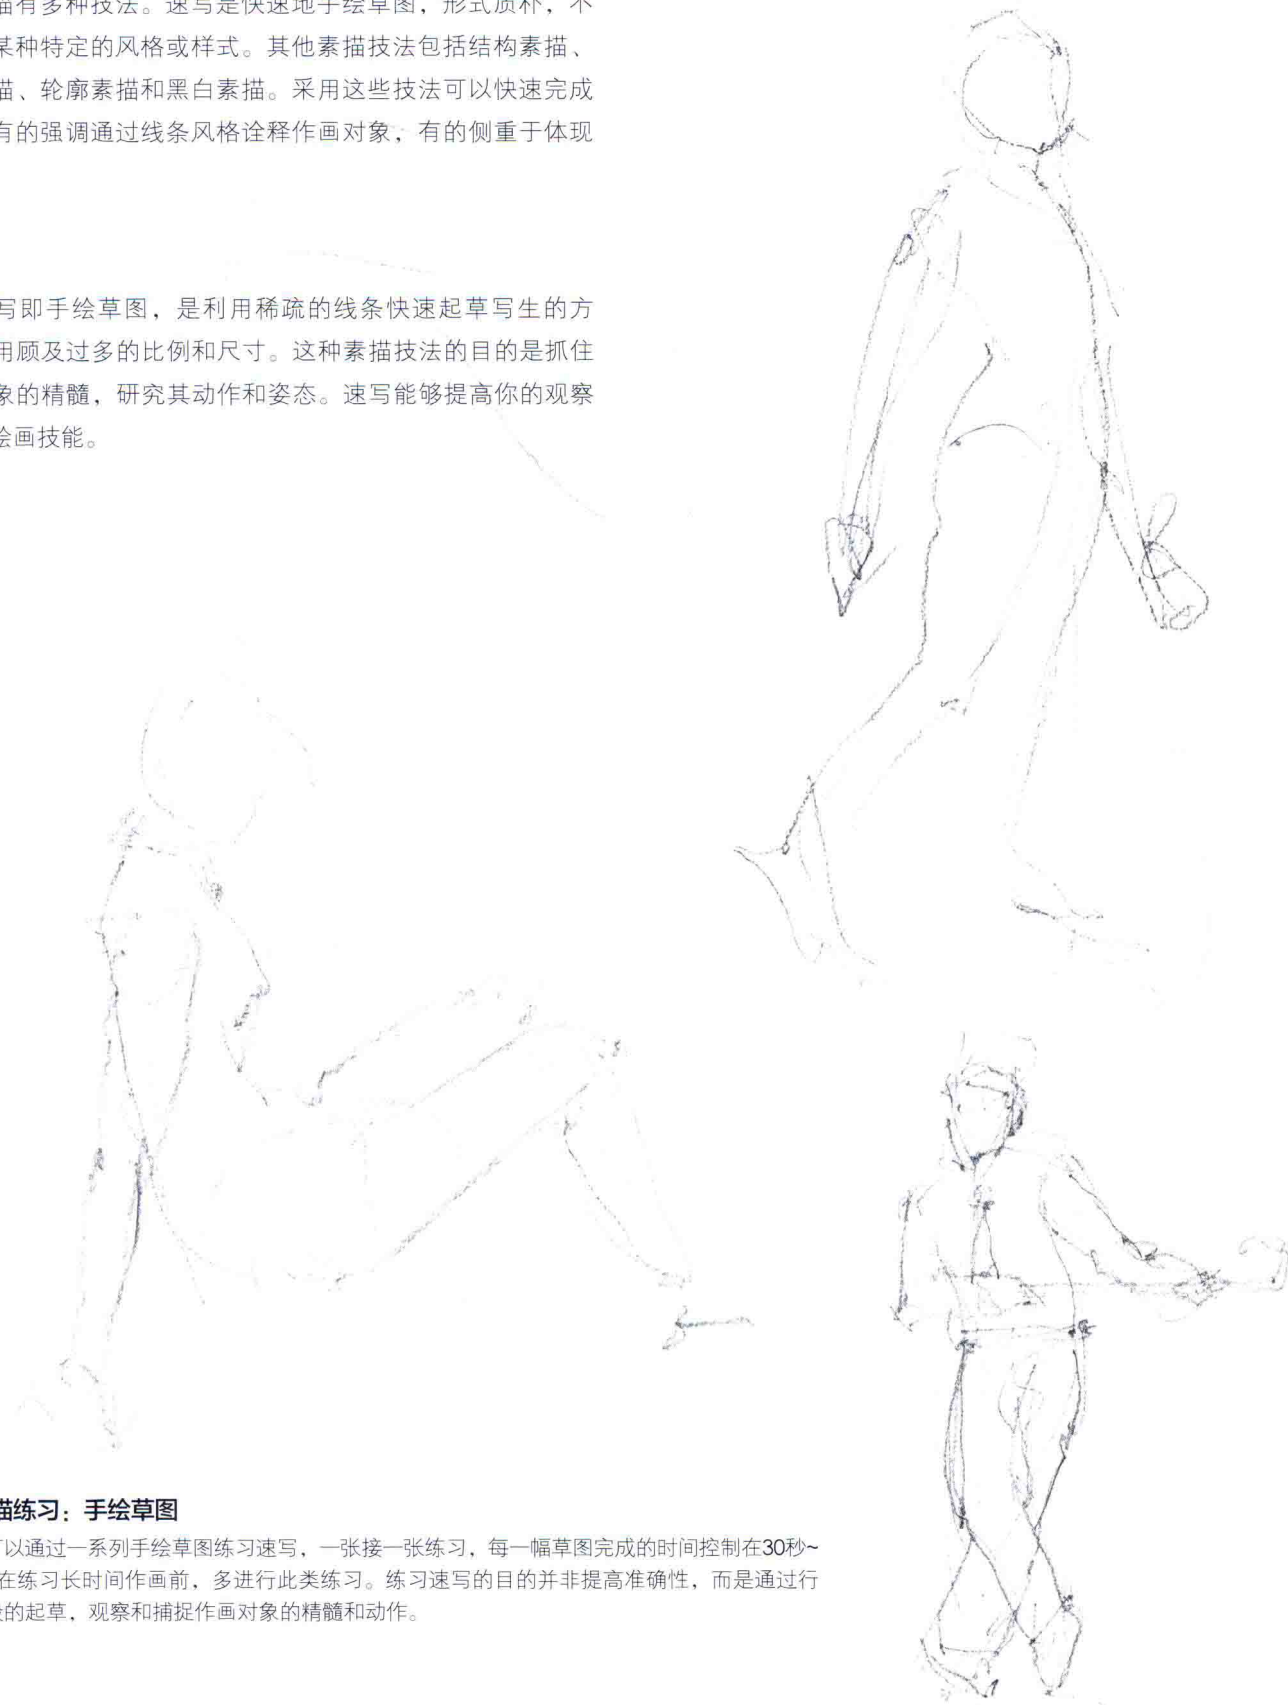 描有多种技法。速写是快速地手绘草图，形式质朴，不
某种特定的风格或样式。其他素描技法包括结构素描、
描、轮廓素描和黑白素描。采用这些技法可以快速完成
有的强调通过线条风格诠释作画对象，有的侧重于体现
写即手绘草图，是利用稀疏的线条快速起草写生的方
用顾及过多的比例和尺寸。这种素描技法的目的是抓住
象的精髓，研究其动作和姿态。速写能够提高你的观察
绘画技能。
描练习：手绘草图
可以通过一系列手绘草图练习速写，一张接一张练习，每一幅草图完成的时间控制在30秒~
在练习长时间作画前，多进行此类练习。练习速写的目的并非提高准确性，而是通过行
的起草，观察和捕捉作画对象的精髓和动作。